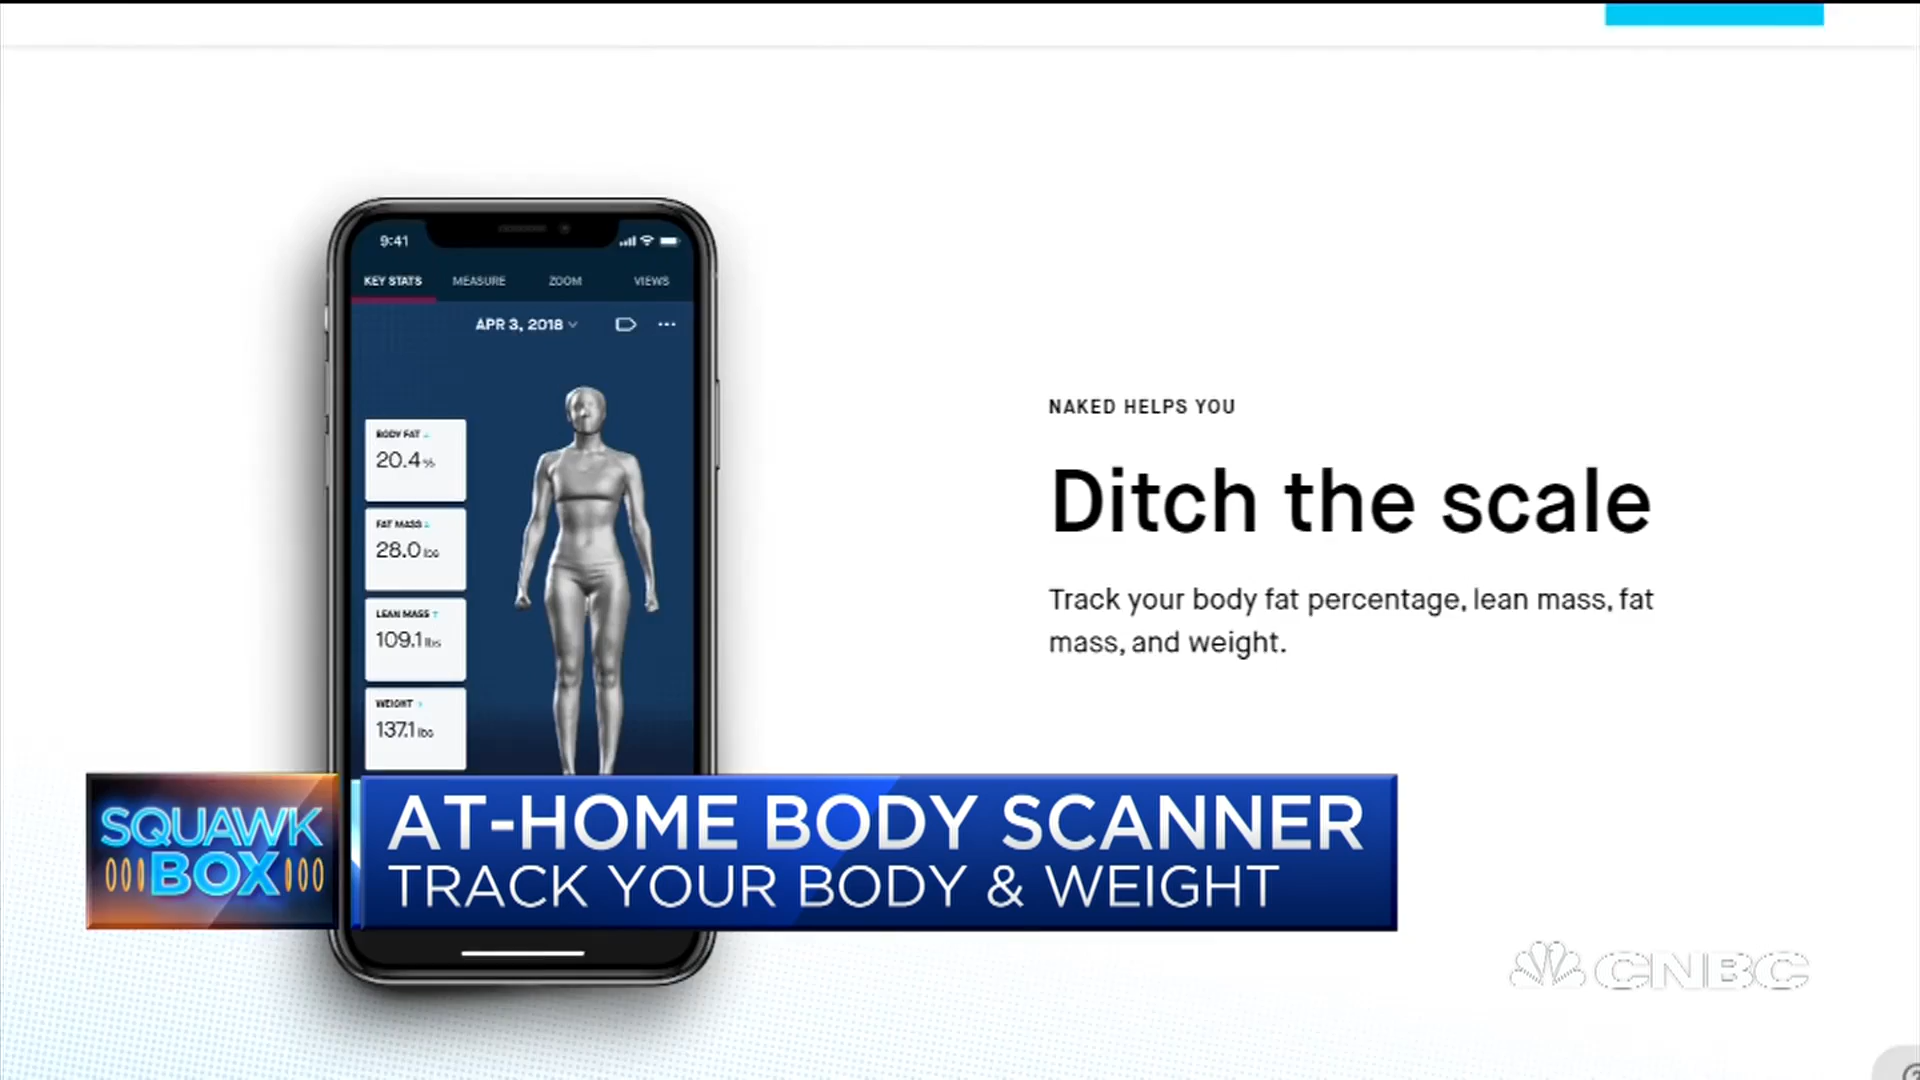 9:41
KEY STATS MEASURE ZOOM VIEWS
APR 3, 2018
BODY FAT
20.4 %
FAT MASS
28.0 lbs
LEAN MASS
109.1 lbs
WEIGHT
137.1 lbs
NAKED HELPS YOU
Ditch the scale
Track your body fat percentage, lean mass, fat
mass, and weight.
SQUAWK
BOX
AT-HOME BODY SCANNER
TRACK YOUR BODY & WEIGHT
CNBC